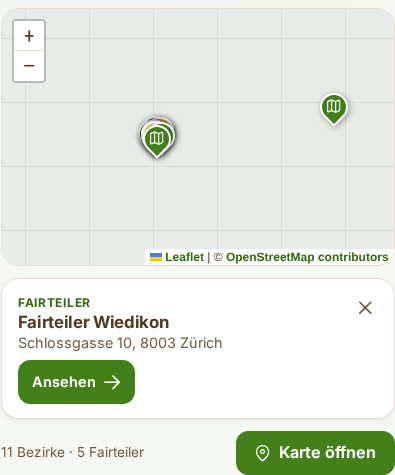 +
−
Leaflet | © OpenStreetMap contributors
FAIRTEILER
Fairteiler Wiedikon
Schlossgasse 10, 8003 Zürich
Ansehen →
11 Bezirke · 5 Fairteiler
Karte öffnen